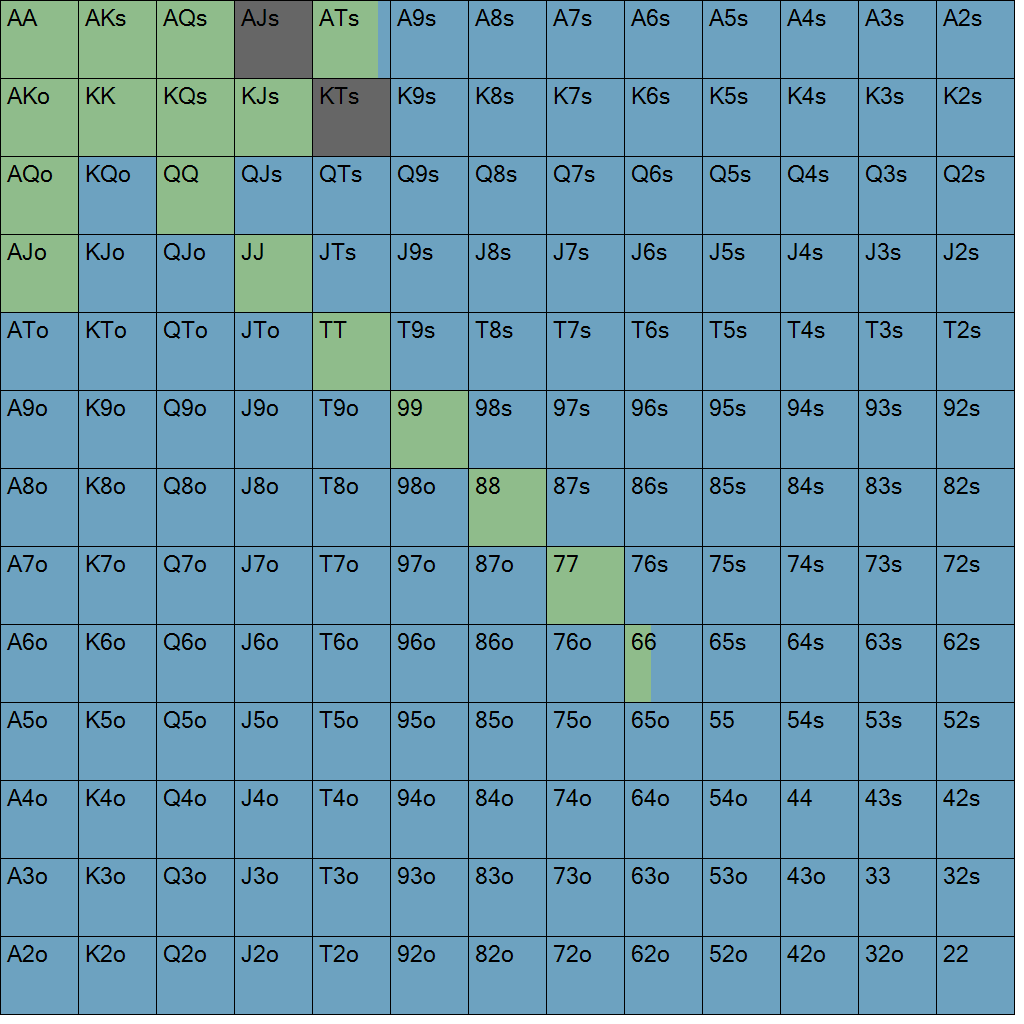 AA AKs AQs AJs ATs A9s A8s A7s A6s A5s A4s A3s A2s
AKo KK KQs KJs KTs K9s K8s K7s K6s K5s K4s K3s K2s
AQo KQo QQ QJs QTs Q9s Q8s Q7s Q6s Q5s Q4s Q3s Q2s
AJo KJo QJo JJ JTs J9s J8s J7s J6s J5s J4s J3s J2s
ATo KTo QTo JTo TT T9s T8s T7s T6s T5s T4s T3s T2s
A9o K9o Q9o J9o T9o 99 98s 97s 96s 95s 94s 93s 92s
A8o K8o Q8o J8o T8o 98o 88 87s 86s 85s 84s 83s 82s
A7o K7o Q7o J7o T7o 97o 87o 77 76s 75s 74s 73s 72s
A6o K6o Q6o J6o T6o 96o 86o 76o 66 65s 64s 63s 62s
A5o K5o Q5o J5o T5o 95o 85o 75o 65o 55 54s 53s 52s
A4o K4o Q4o J4o T4o 94o 84o 74o 64o 54o 44 43s 42s
A3o K3o Q3o J3o T3o 93o 83o 73o 63o 53o 43o 33 32s
A2o K2o Q2o J2o T2o 92o 82o 72o 62o 52o 42o 32o 22